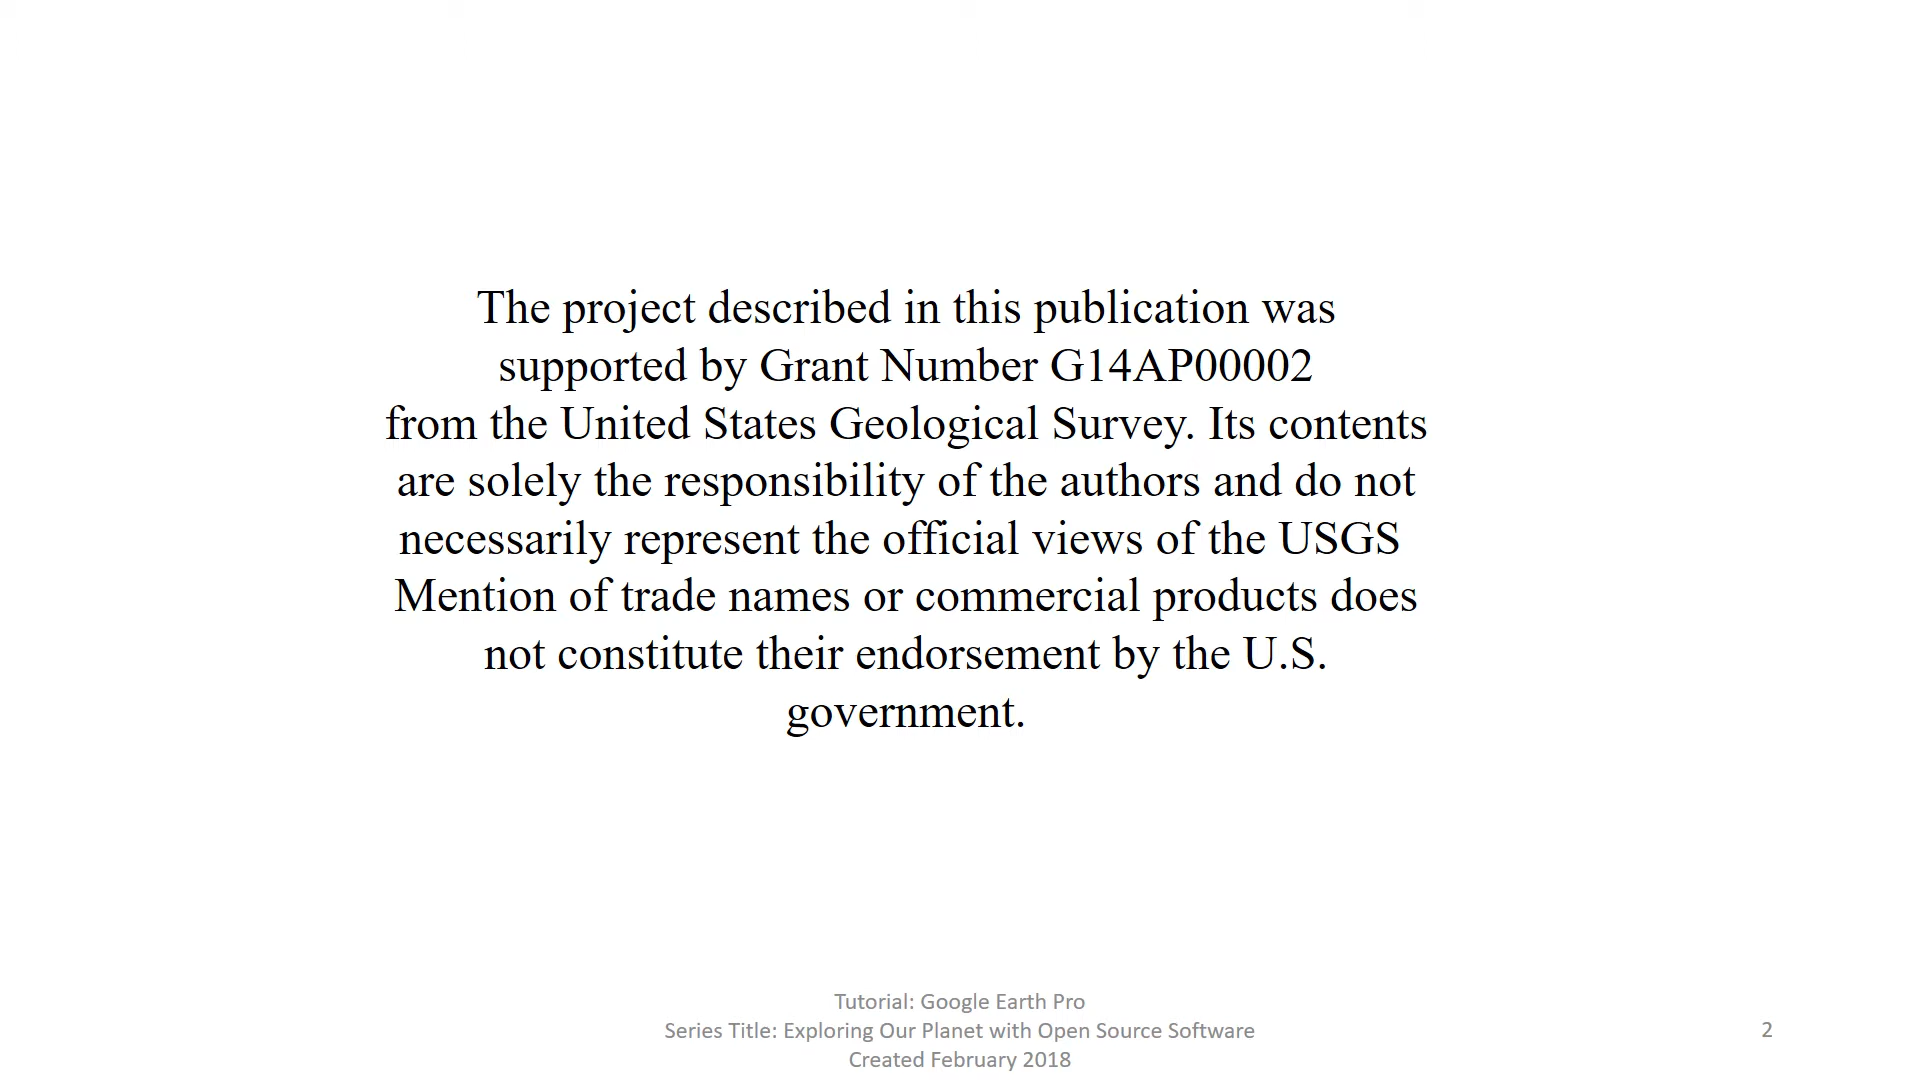 The project described in this publication was
supported by Grant Number G14AP00002
from the United States Geological Survey. Its contents
are solely the responsibility of the authors and do not
necessarily represent the official views of the USGS
Mention of trade names or commercial products does
not constitute their endorsement by the U.S.
government.
Tutorial: Google Earth Pro
Series Title: Exploring Our Planet with Open Source Software
Created February 2018
2